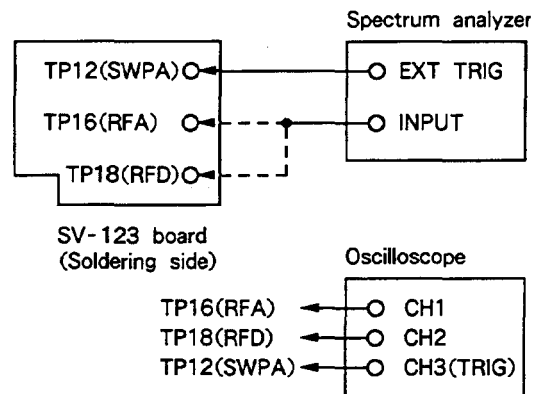 Spectrum analyzer
TP12(SWPA) EXT TRIG
TP16(RFA) INPUT
TP18(RFD)
SV-123 board
(Soldering side)
Oscilloscope
TP16(RFA) CH1
TP18(RFD) CH2
TP12(SWPA) CH3(TRIG)